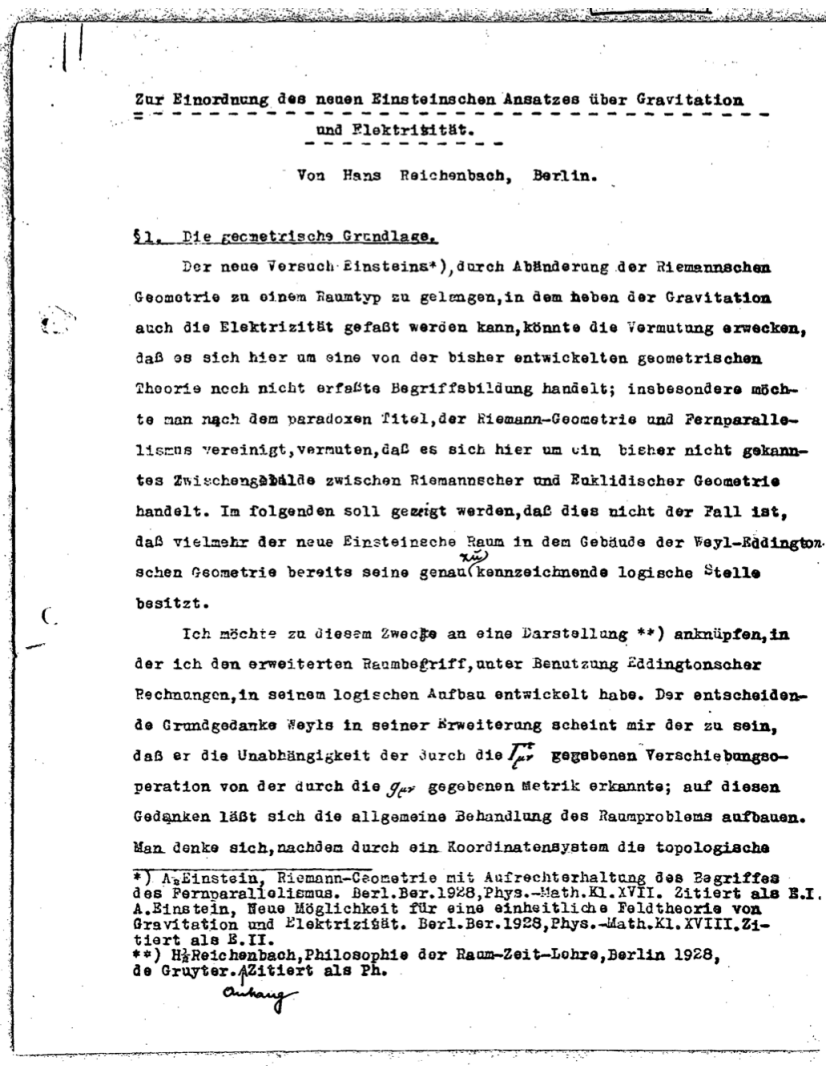 Zur Einordnung des neuen Einsteinschen Ansatzes über Gravitation
und Elektrizität.
Von Hans Reichenbach, Berlin.
§1. Die geometrische Grundlage.
Der neue Versuch Einsteins*), durch Abänderung der Riemannschen
Geometrie zu einem Raumtyp zu gelangen, in dem neben der Gravitation
auch die Elektrizität gefaßt werden kann, könnte die Vermutung erwecken,
daß es sich hier um eine von der bisher entwickelten geometrischen
Theorie noch nicht erfaßte Begriffsbildung handelt; insbesondere möch-
te man nach dem paradoxen Titel, der Riemann-Geometrie und Fernparalle-
lismus vereinigt, vermuten, daß es sich hier um ein bisher nicht gekann-
tes Zwischengebilde zwischen Riemannscher und Euklidischer Geometrie
handelt. Im folgenden soll gezeigt werden, daß dies nicht der Fall ist,
daß vielmehr der neue Einsteinsche Raum in dem Gebäude der Weyl-Eddington-
schen Geometrie bereits seine genau zu kennzeichnende logische Stelle
besitzt.
Ich möchte zu diesem Zwecke an eine Darstellung **) anknüpfen, in
der ich den erweiterten Raumbegriff, unter Benutzung Eddingtonscher
Rechnungen, in seinem logischen Aufbau entwickelt habe. Der entscheiden-
de Grundgedanke Weyls in seiner Erweiterung scheint mir der zu sein,
daß er die Unabhängigkeit der durch die Γ^τ_μν gegebenen Verschiebungso-
peration von der durch die g_μν gegebenen Metrik erkannte; auf diesen
Gedanken läßt sich die allgemeine Behandlung des Raumproblems aufbauen.
Man denke sich, nachdem durch ein Koordinatensystem die topologische
*) A. Einstein, Riemann-Geometrie mit Aufrechterhaltung des Begriffes
des Fernparallelismus. Berl.Ber.1928, Phys.-Math.Kl.XVII. Zitiert als E.I.
A.Einstein, Neue Möglichkeit für eine einheitliche Feldtheorie von
Gravitation und Elektrizität. Berl.Ber.1928, Phys.-Math.Kl.XVIII. Zi-
tiert als E.II.
**) H. Reichenbach, Philosophie der Raum-Zeit-Lehre, Berlin 1928,
de Gruyter. Zitiert als Ph.
Anhang